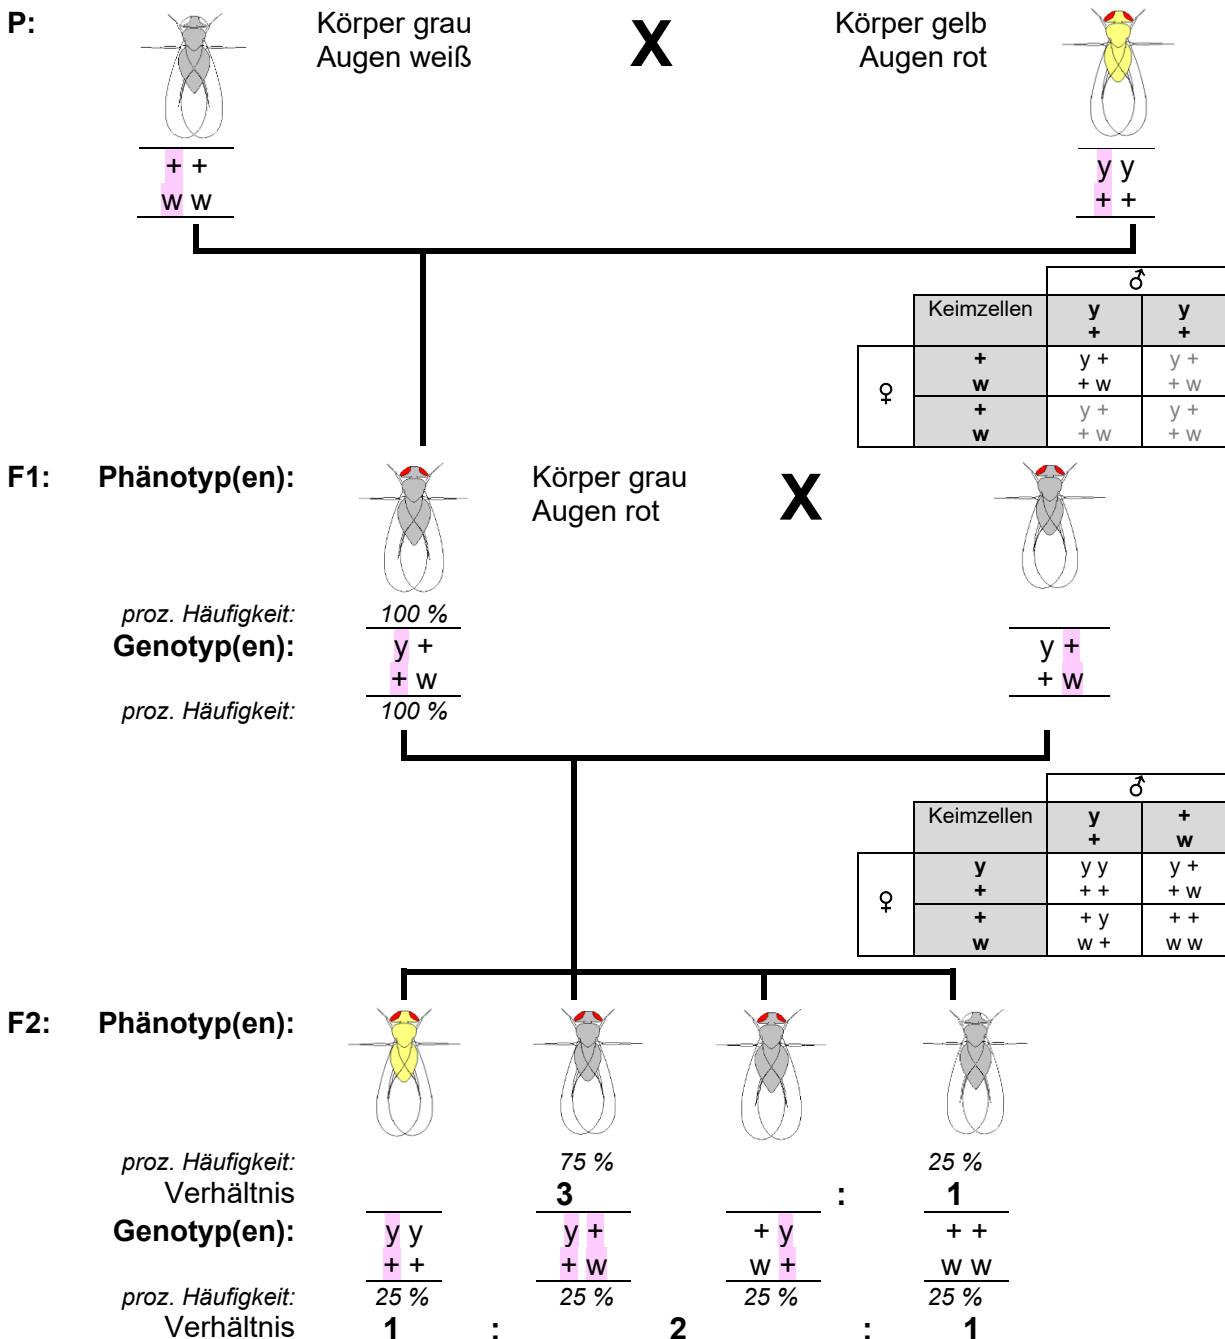 P:
Körper grau
Augen weiß
X
Körper gelb
Augen rot
+ +
w w
y y
+ +
♂
Keimzellen y y
+ +
♀
+ y + y +
w + w + w
+ y + y +
w + w + w
F1: Phänotyp(en):
Körper grau
Augen rot
X
proz. Häufigkeit: 100 %
Genotyp(en): y + y +
+ w + w
proz. Häufigkeit: 100 %
♂
Keimzellen y +
+ w
♀
y y y y +
+ + + + w
+ + y + +
w w + w w
F2: Phänotyp(en):
proz. Häufigkeit: 75 % 25 %
Verhältnis 3 : 1
Genotyp(en): y y y + + y + +
+ + + w w + w w
proz. Häufigkeit: 25 % 25 % 25 % 25 %
Verhältnis 1 : 2 : 1